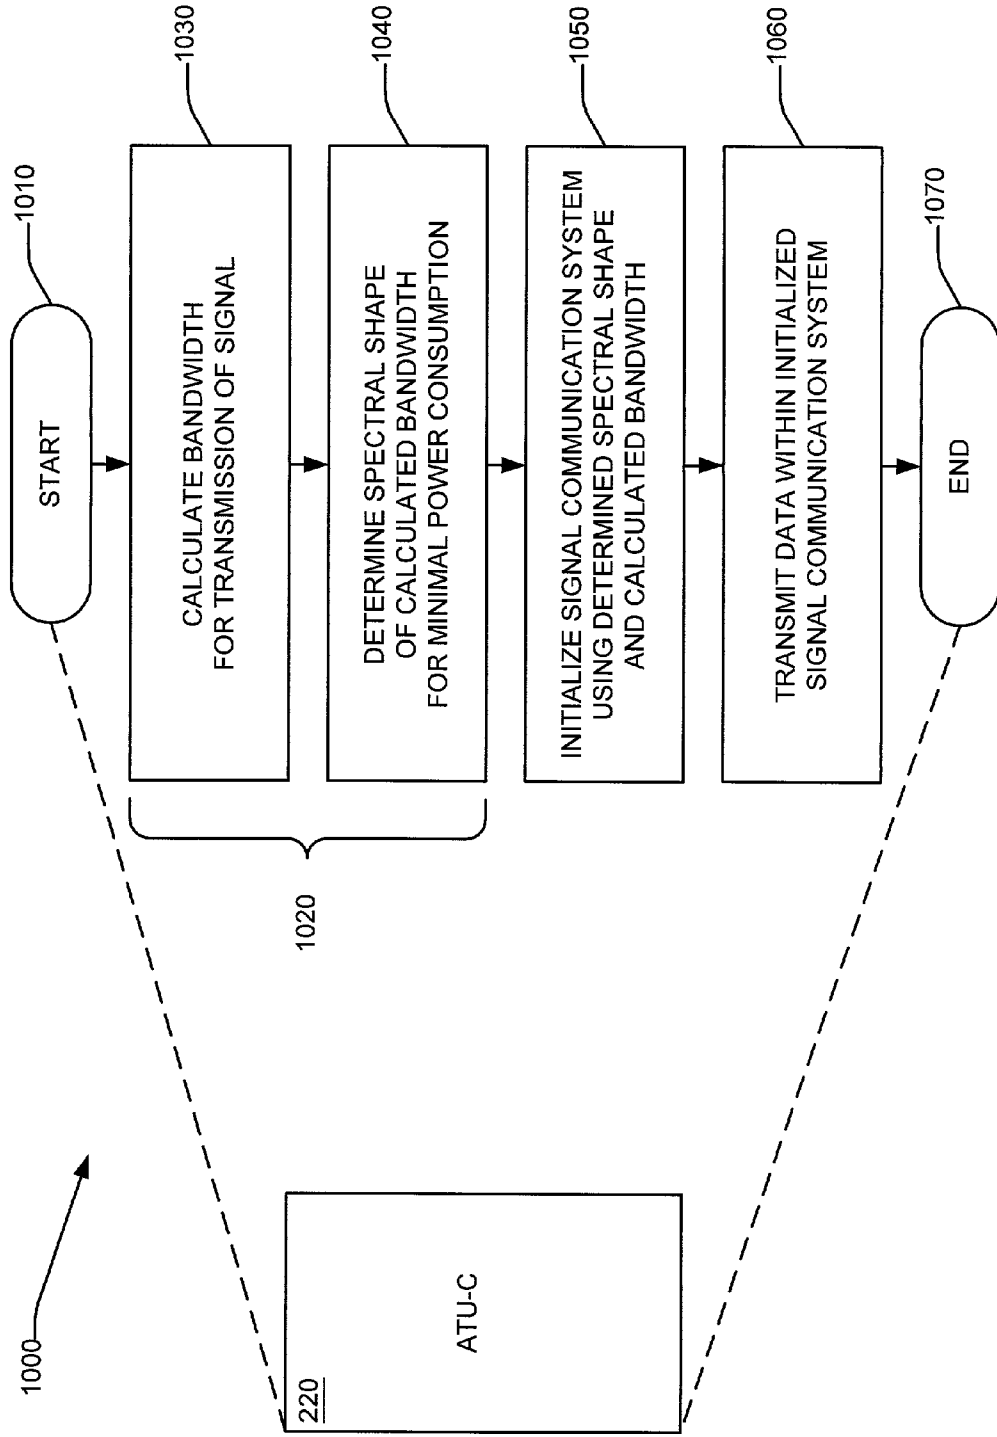 1000
220
ATU-C
START
1010
1020
CALCULATE BANDWIDTH
FOR TRANSMISSION OF SIGNAL
1030
DETERMINE SPECTRAL SHAPE
OF CALCULATED BANDWIDTH
FOR MINIMAL POWER CONSUMPTION
1040
INITIALIZE SIGNAL COMMUNICATION SYSTEM
USING DETERMINED SPECTRAL SHAPE
AND CALCULATED BANDWIDTH
1050
TRANSMIT DATA WITHIN INITIALIZED
SIGNAL COMMUNICATION SYSTEM
1060
END
1070